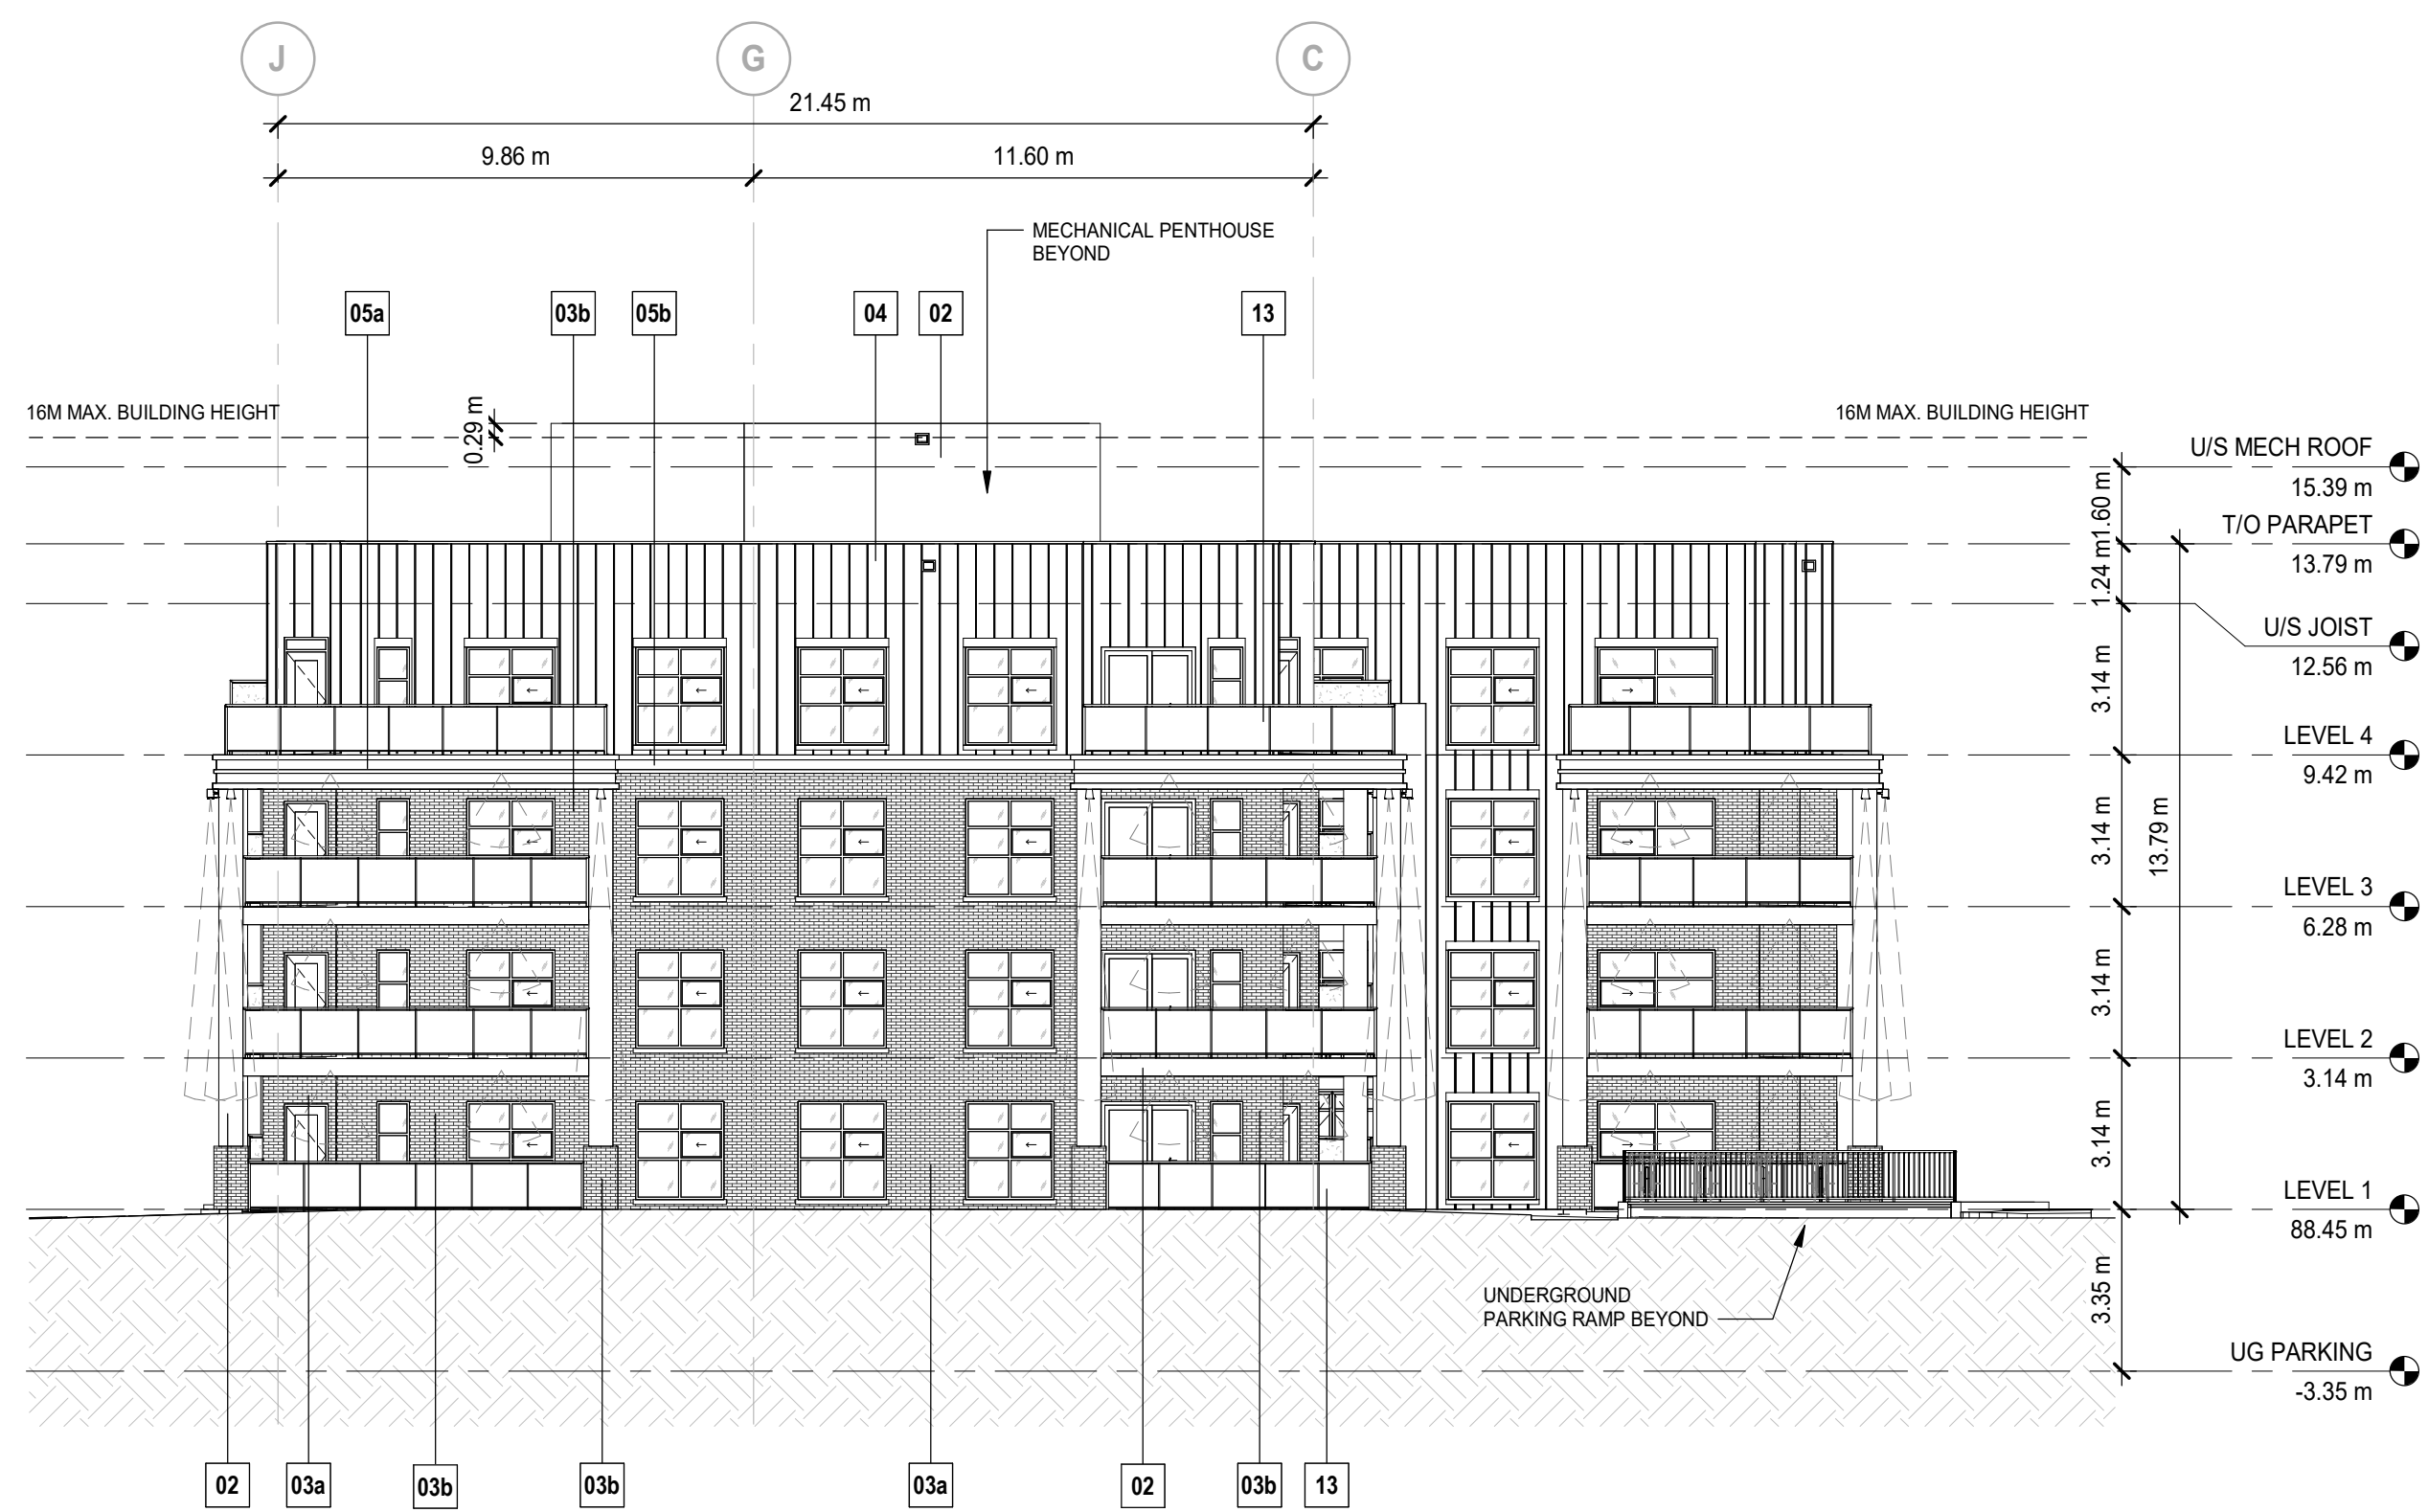 J
G
C
21.45 m
9.86 m
11.60 m
MECHANICAL PENTHOUSE
BEYOND
05a
03b
05b
04
02
13
16M MAX. BUILDING HEIGHT
0.29 m
16M MAX. BUILDING HEIGHT
U/S MECH ROOF
15.39 m
1.60 m
T/O PARAPET
13.79 m
1.24 m
U/S JOIST
12.56 m
3.14 m
LEVEL 4
9.42 m
3.14 m
13.79 m
LEVEL 3
6.28 m
3.14 m
LEVEL 2
3.14 m
3.14 m
LEVEL 1
88.45 m
3.35 m
UNDERGROUND
PARKING RAMP BEYOND
UG PARKING
-3.35 m
02
03a
03b
03b
03a
02
03b
13